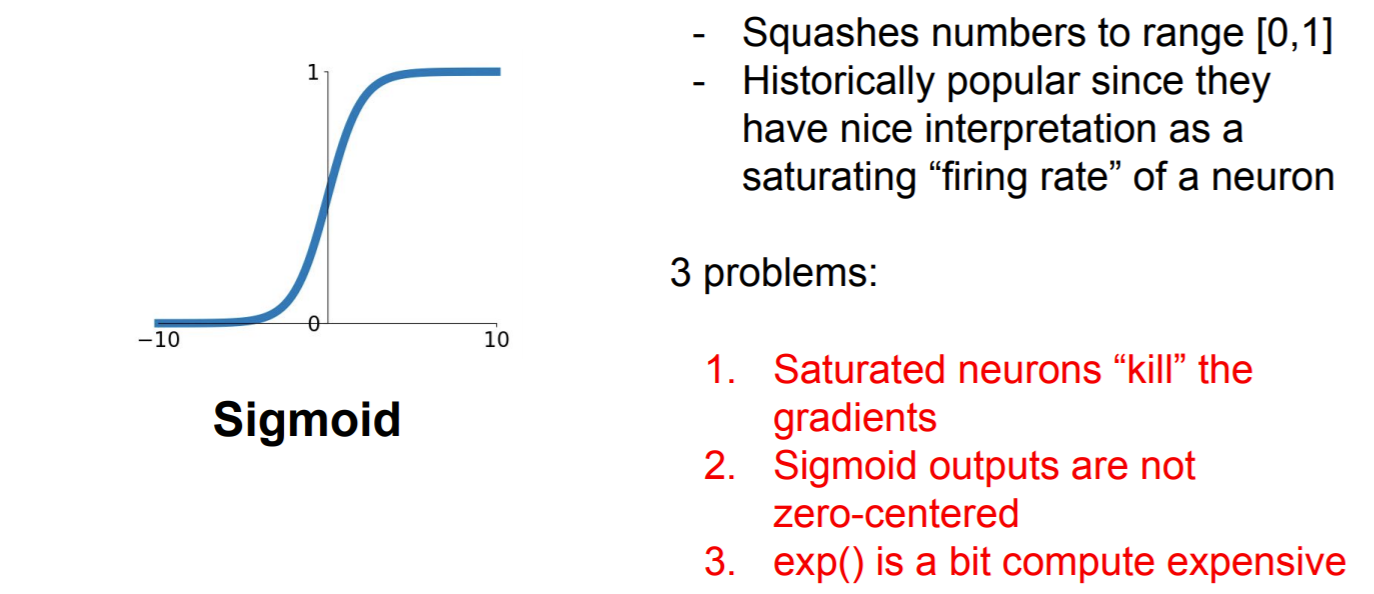 1
0
−10
10
Sigmoid
- Squashes numbers to range [0,1]
- Historically popular since they
have nice interpretation as a
saturating “firing rate” of a neuron
3 problems:
1. Saturated neurons “kill” the
gradients
2. Sigmoid outputs are not
zero-centered
3. exp() is a bit compute expensive